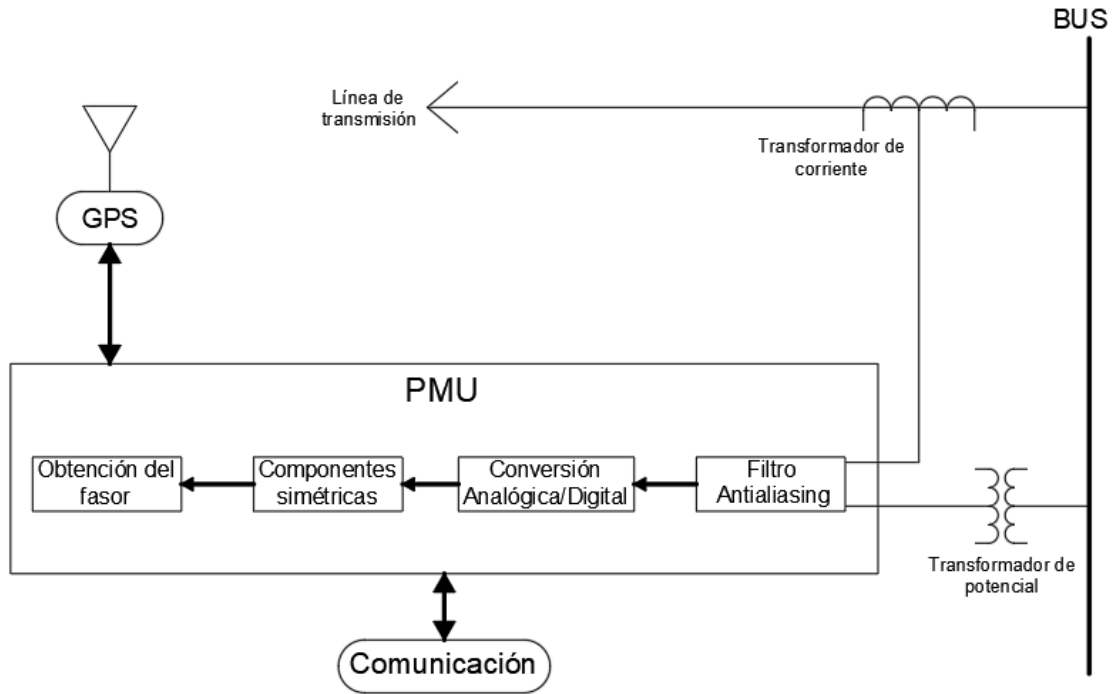 BUS
Línea de
transmisión
Transformador de
corriente
GPS
PMU
Obtención del
fasor
Componentes
simétricas
Conversión
Analógica/Digital
Filtro
Antialiasing
Transformador de
potencial
Comunicación